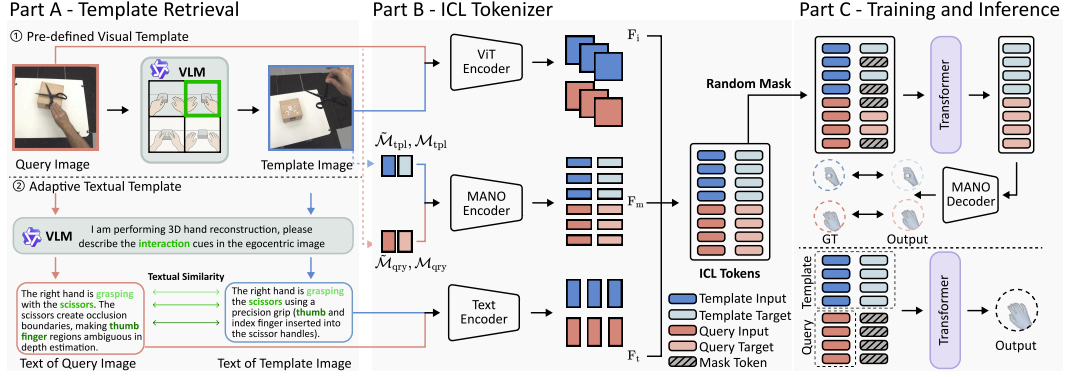 Part A - Template Retrieval
① Pre-defined Visual Template
VLM
Query Image
Template Image
② Adaptive Textual Template
VLM
I am performing 3D hand reconstruction, please
describe the interaction cues in the egocentric image
Textual Similarity
The right hand is grasping
with the scissors. The
scissors create occlusion
boundaries, making thumb
finger regions ambiguous in
depth estimation.
The right hand is grasping
the scissors using a
precision grip (thumb and
index finger inserted into
the scissor handles).
Text of Query Image
Text of Template Image
Part B - ICL Tokenizer
ViT
Encoder
F_i
M̃_tpl, M_tpl
MANO
Encoder
F_m
M̃_qry, M_qry
Text
Encoder
F_t
Random Mask
ICL Tokens
Template Input
Template Target
Query Input
Query Target
Mask Token
Part C - Training and Inference
Transformer
MANO
Decoder
GT
Output
Template
Query
Transformer
Output